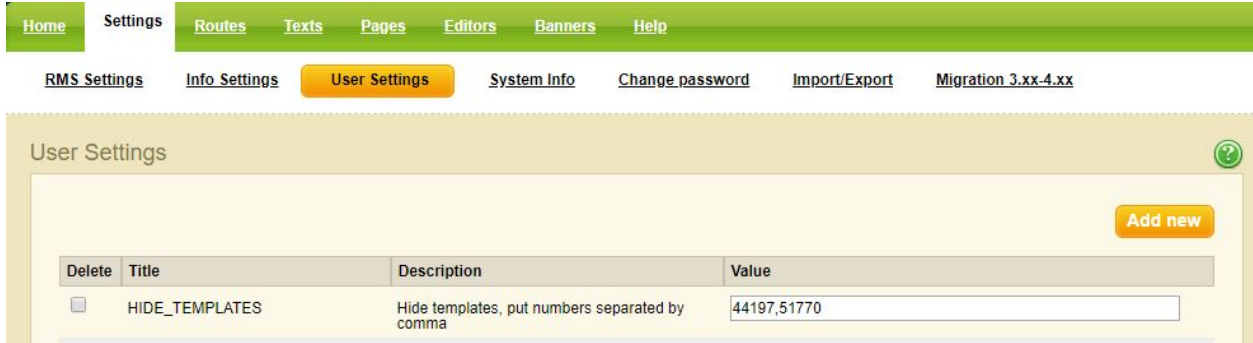 Home Settings Routes Texts Pages Editors Banners Help
RMS Settings Info Settings User Settings System Info Change password Import/Export Migration 3.xx-4.xx
User Settings
?
Add new
Delete Title Description Value
HIDE_TEMPLATES Hide templates, put numbers separated by 44197,51770
comma